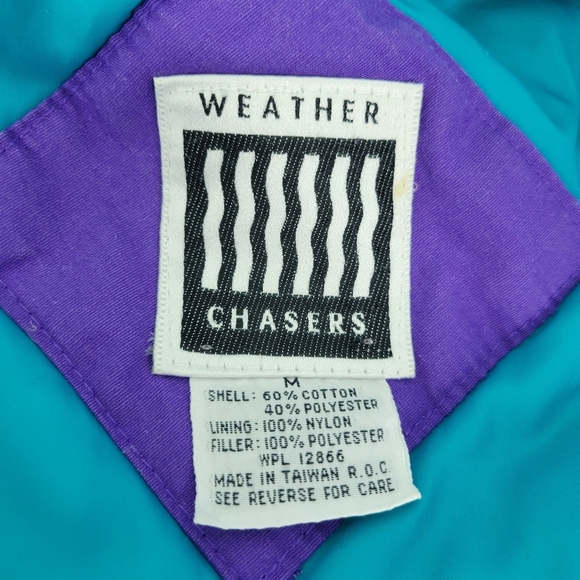 WEATHER
CHASERS
M
SHELL: 60% COTTON
40% POLYESTER
LINING: 100% NYLON
FILLER: 100% POLYESTER
WPL 12866
MADE IN TAIWAN R.O.C.
SEE REVERSE FOR CARE